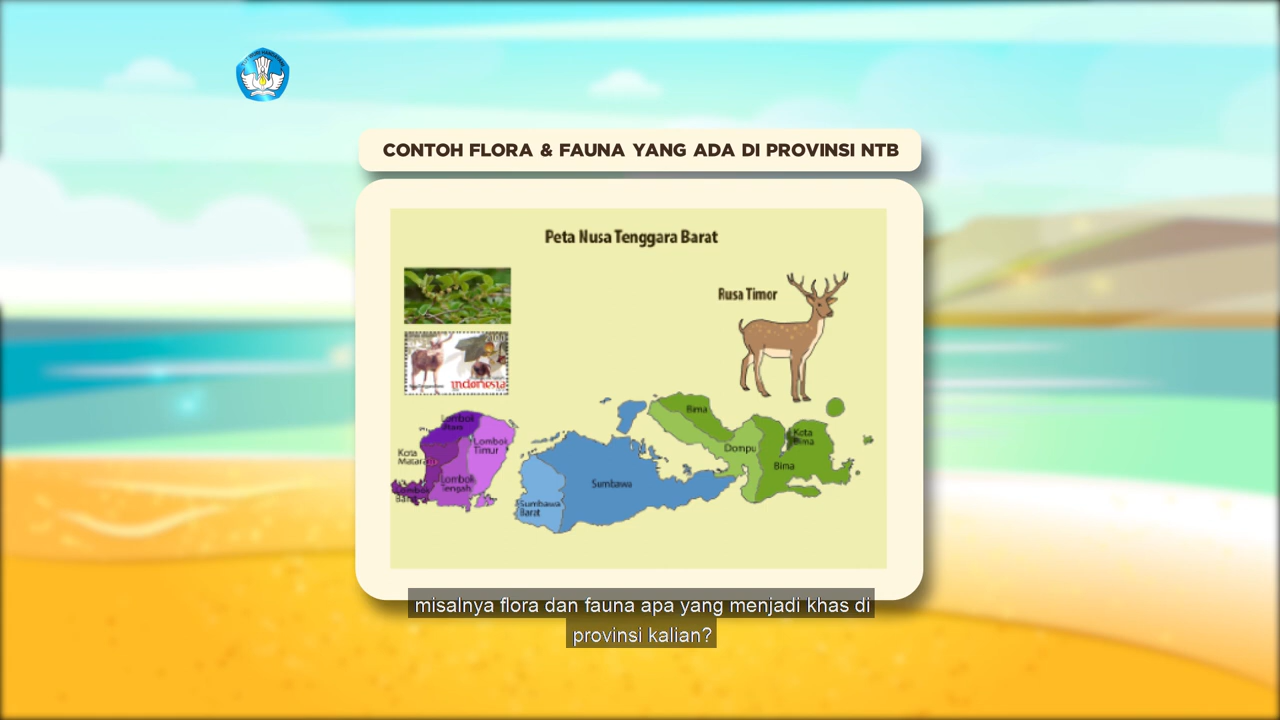 CONTOH FLORA & FAUNA YANG ADA DI PROVINSI NTB
Peta Nusa Tenggara Barat
Rusa Timor
Indonesia
Lombok
Utara
Lombok
Timur
Kota
Mataram
Lombok
Tengah
Lombok
Barat
Sumbawa
Barat
Sumbawa
Bima
Dompu
Kota
Bima
Bima
misalnya flora dan fauna apa yang menjadi khas di
provinsi kalian?